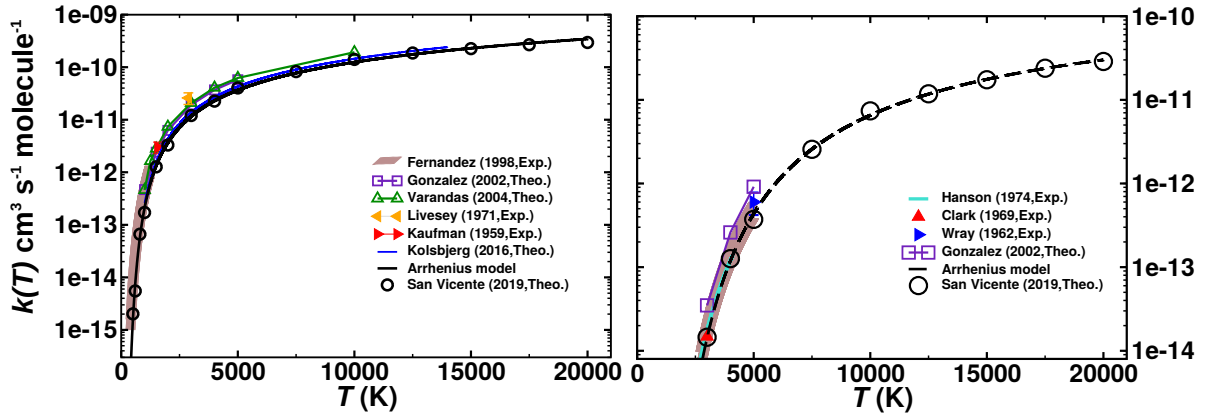 1e-09
1e-10
1e-11
1e-12
1e-13
1e-14
1e-15
k(T) cm³ s⁻¹ molecule⁻¹
Fernandez (1998,Exp.)
Gonzalez (2002,Theo.)
Varandas (2004,Theo.)
Livesey (1971,Exp.)
Kaufman (1959,Exp.)
Kolsbjerg (2016,Theo.)
Arrhenius model
San Vicente (2019,Theo.)
0 5000 10000 15000 20000
T (K)
1e-10
1e-11
1e-12
1e-13
1e-14
Hanson (1974,Exp.)
Clark (1969,Exp.)
Wray (1962,Exp.)
Gonzalez (2002,Theo.)
Arrhenius model
San Vicente (2019,Theo.)
0 5000 10000 15000 20000
T (K)